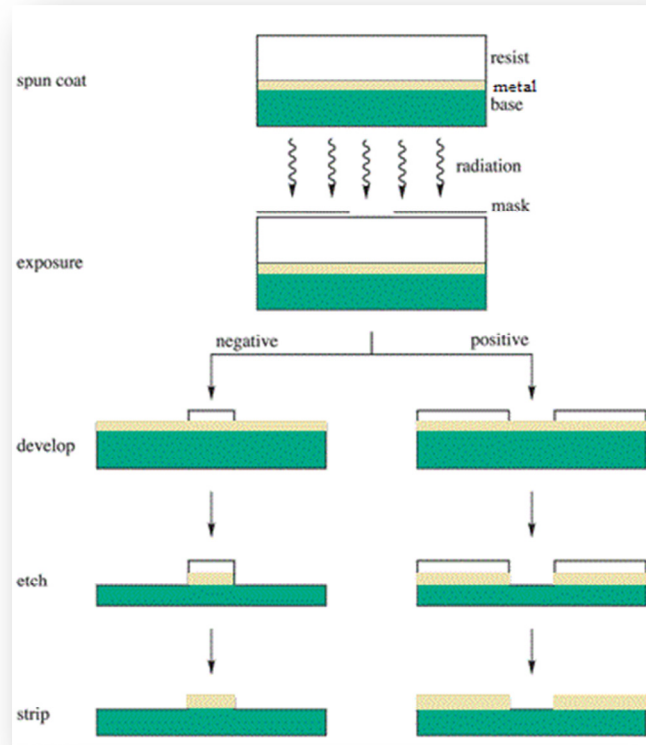 resist
spun coat
metal
base
radiation
mask
exposure
negative
positive
develop
etch
strip